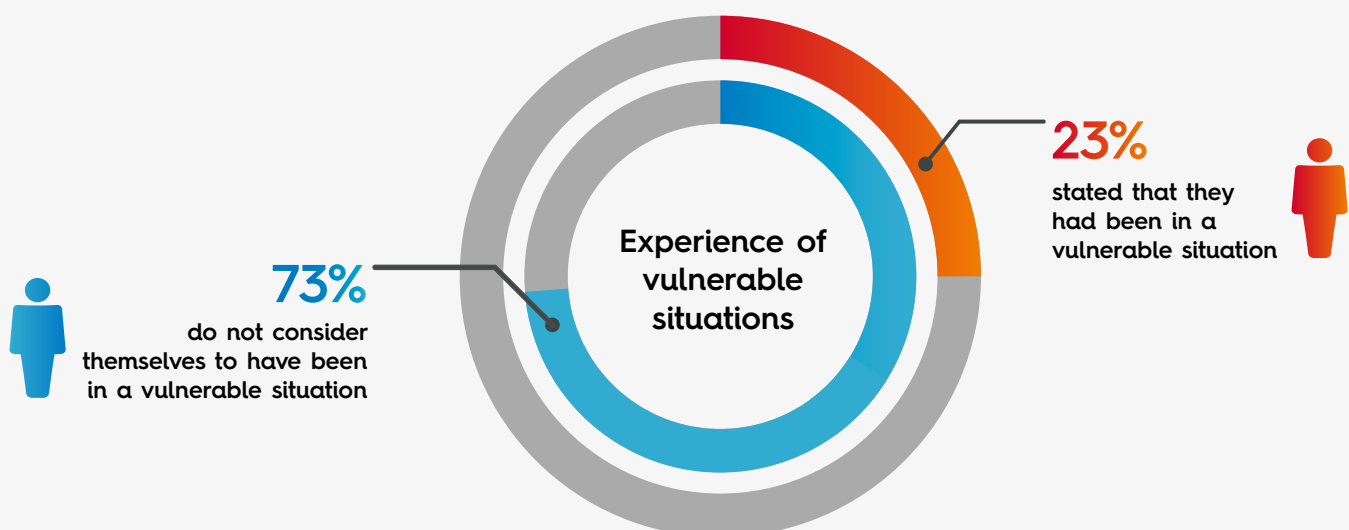 Experience of
vulnerable
situations
23%
stated that they
had been in a
vulnerable situation
73%
do not consider
themselves to have been
in a vulnerable situation